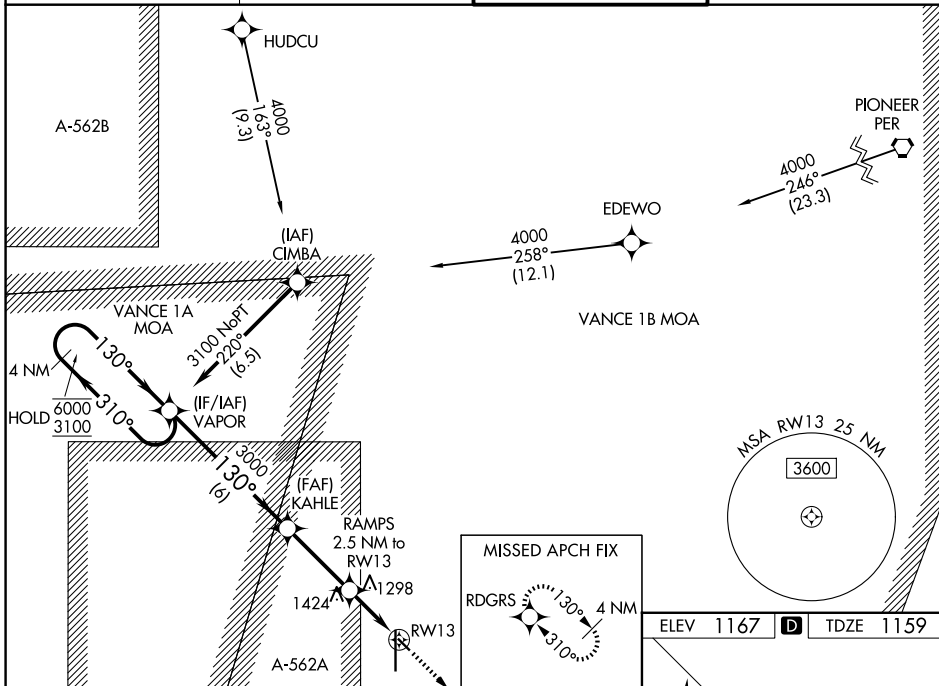 HUDCU
4000
163°
(9.3)
A-562B
PIONEER
PER
4000
246°
(23.3)
EDEWO
4000
258°
(12.1)
(IAF)
CIMBA
VANCE 1A
MOA
3100 NoPT
220°
(6.5)
VANCE 1B MOA
4 NM
130°
310°
HOLD
6000
3100
(IF/IAF)
VAPOR
3000
130°
(6)
(FAF)
KAHLE
RAMPS
2.5 NM to
RW13
1298
1424
RW13
A-562A
MSA RW13 25 NM
3600
MISSED APCH FIX
RDGRS
130°
310°
4 NM
ELEV 1167 D TDZE 1159